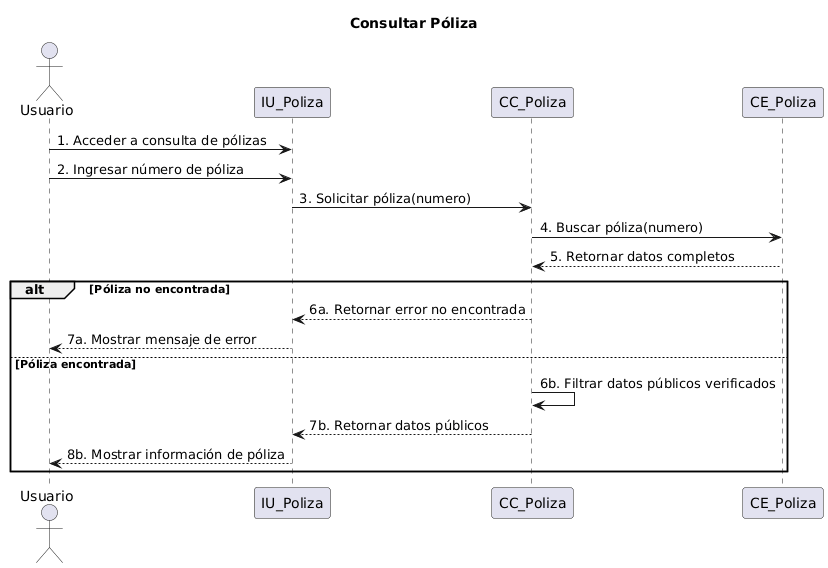 Consultar Póliza
Usuario
IU_Poliza
CC_Poliza
CE_Poliza
1. Acceder a consulta de pólizas
2. Ingresar número de póliza
3. Solicitar póliza(numero)
4. Buscar póliza(numero)
5. Retornar datos completos
alt [Póliza no encontrada]
6a. Retornar error no encontrada
7a. Mostrar mensaje de error
[Póliza encontrada]
6b. Filtrar datos públicos verificados
7b. Retornar datos públicos
8b. Mostrar información de póliza
Usuario
IU_Poliza
CC_Poliza
CE_Poliza